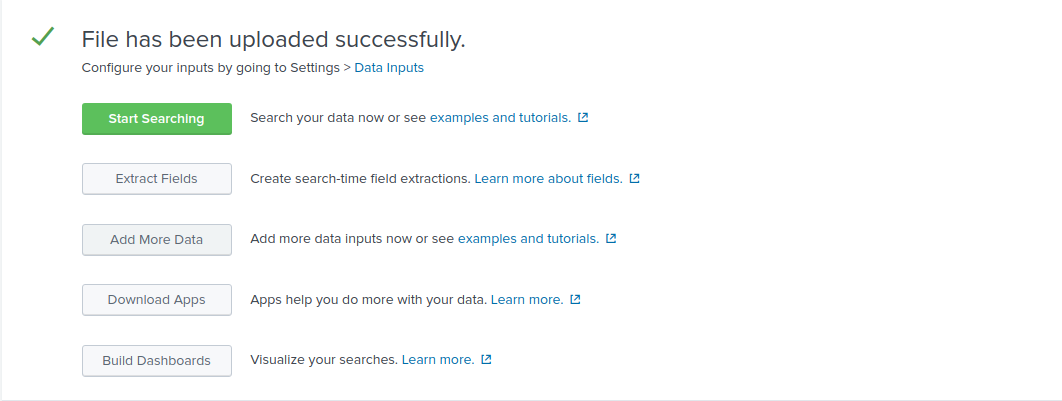 File has been uploaded successfully.
Configure your inputs by going to Settings > Data Inputs
Start Searching
Search your data now or see examples and tutorials.
Extract Fields
Create search-time field extractions. Learn more about fields.
Add More Data
Add more data inputs now or see examples and tutorials.
Download Apps
Apps help you do more with your data. Learn more.
Build Dashboards
Visualize your searches. Learn more.